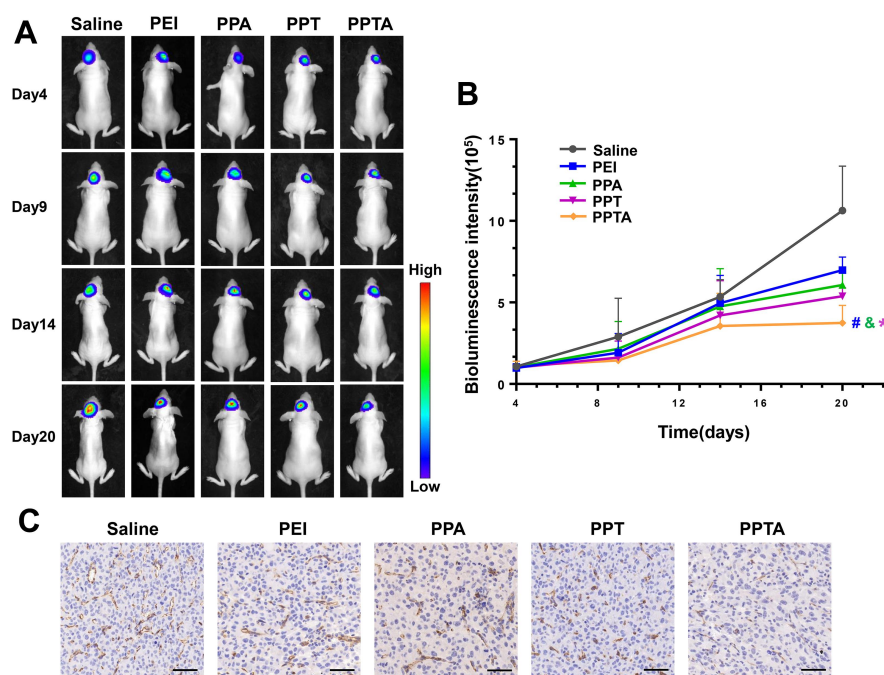 A
Saline PEI PPA PPT PPTA
Day4
Day9
Day14
Day20
High
Low
B
Bioluminescence intensity(10⁵)
15
10
5
0
4 8 12 16 20
Time(days)
Saline
PEI
PPA
PPT
PPTA
# & *
C
Saline PEI PPA PPT PPTA